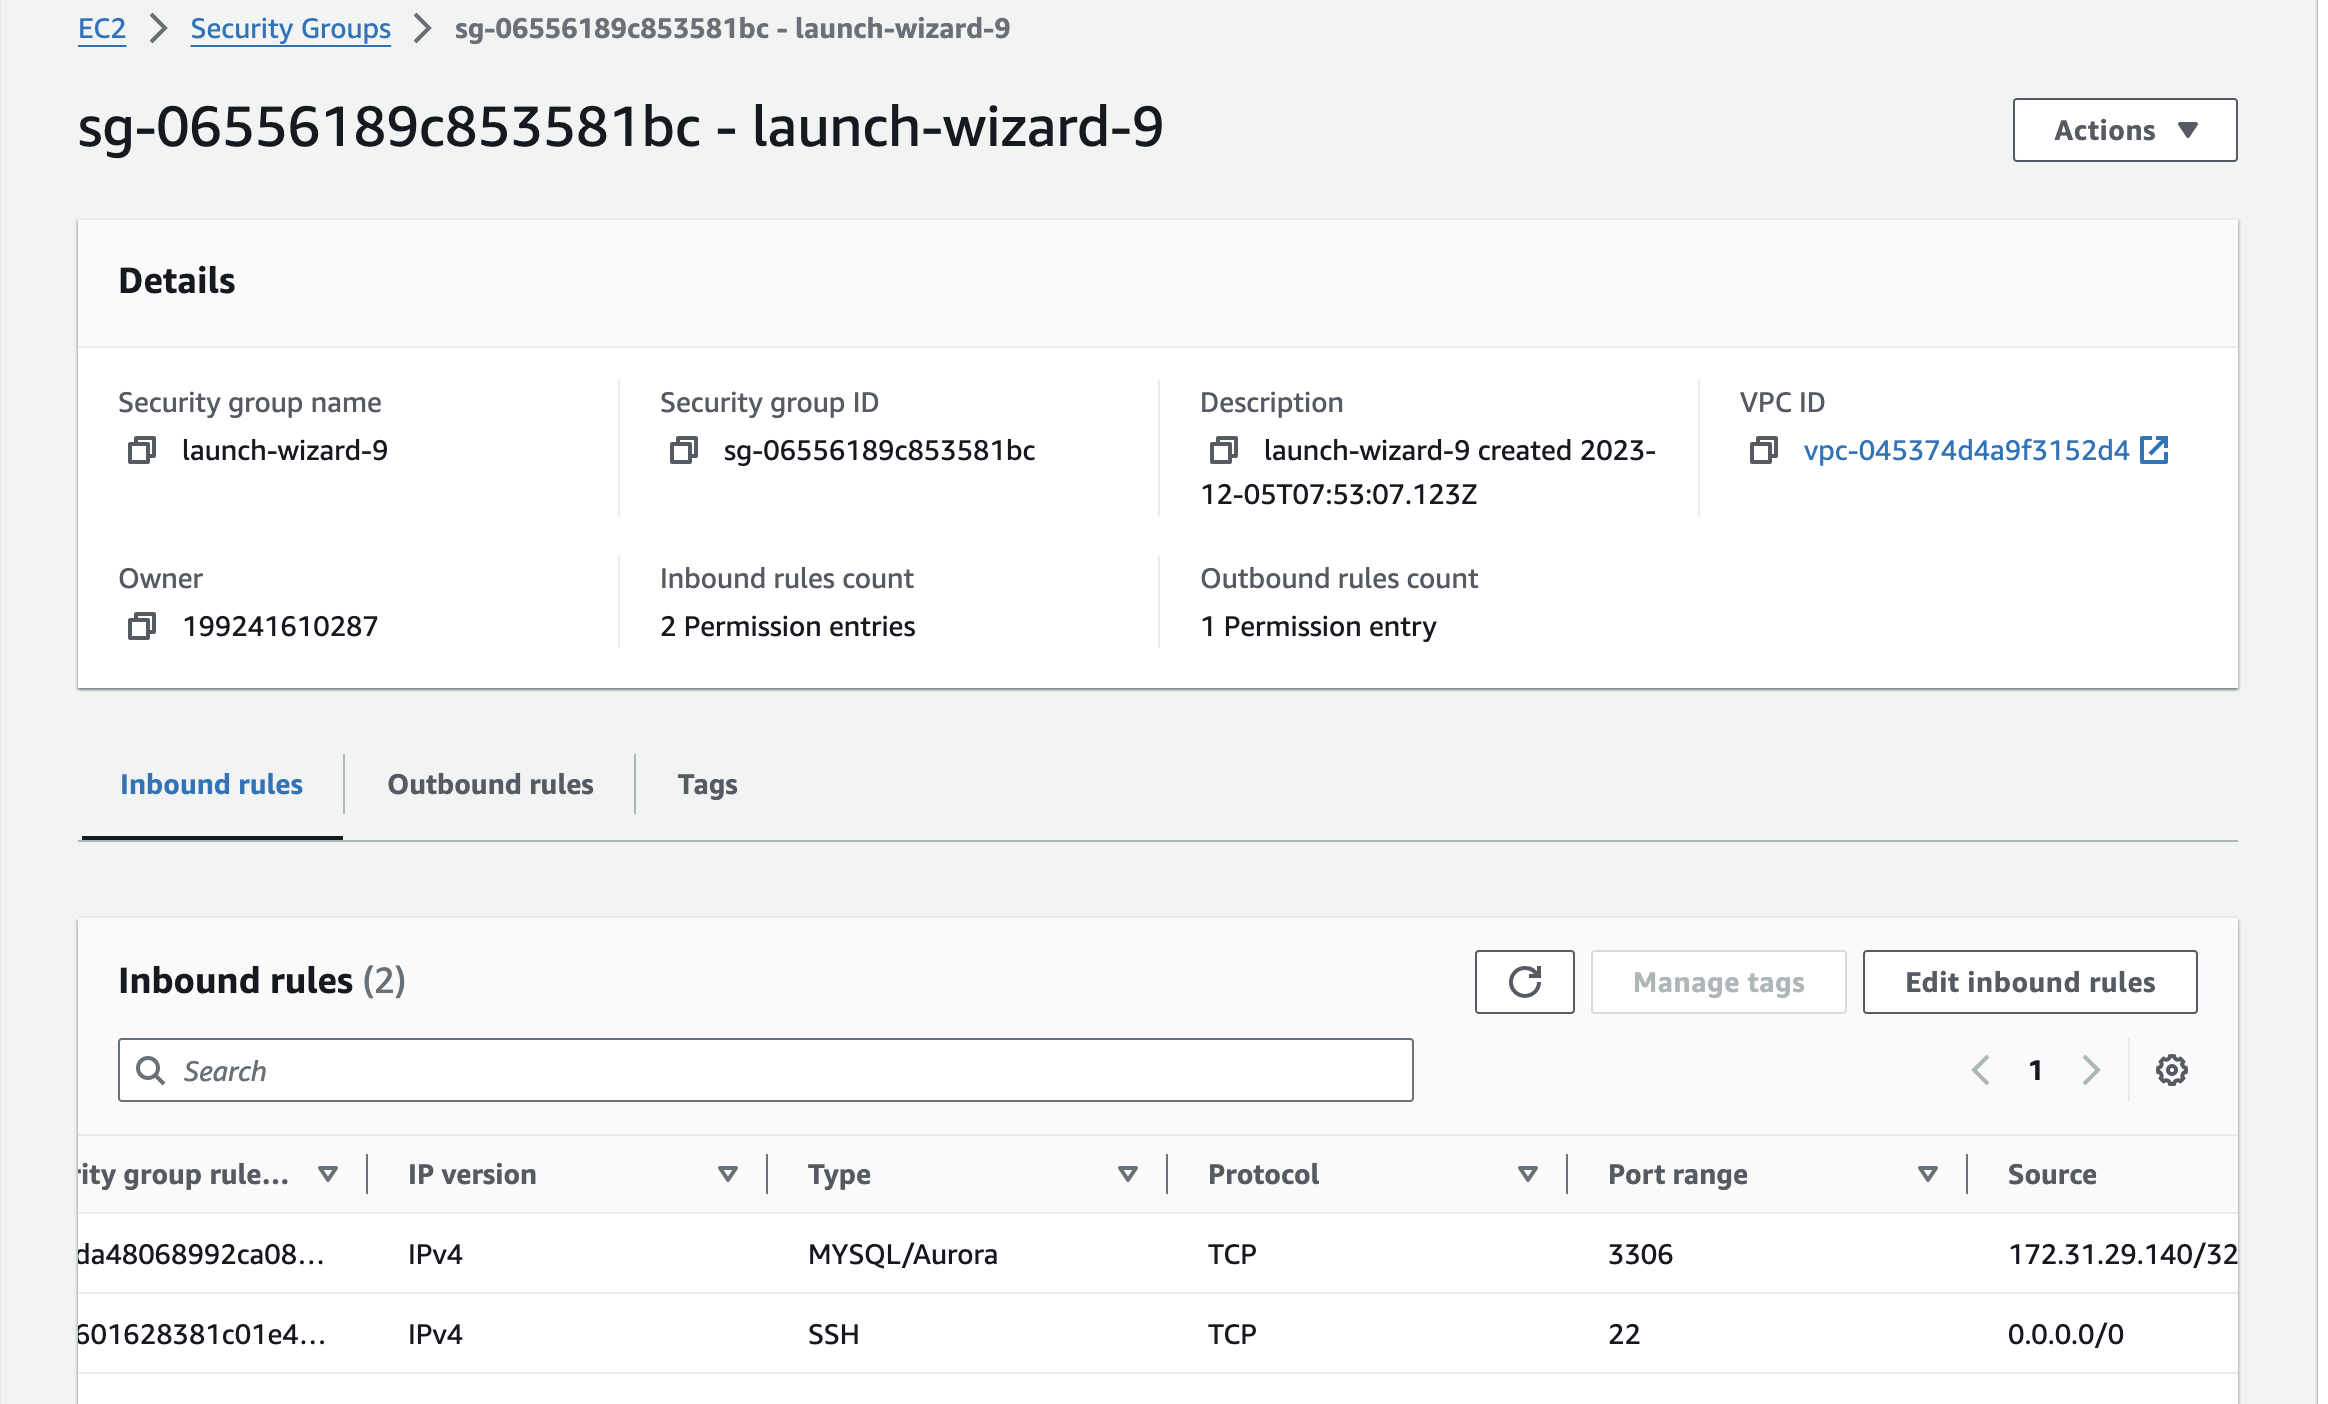 EC2 > Security Groups > sg-06556189c853581bc - launch-wizard-9
sg-06556189c853581bc - launch-wizard-9
Actions
Details
Security group name
launch-wizard-9
Security group ID
sg-06556189c853581bc
Description
launch-wizard-9 created 2023-
12-05T07:53:07.123Z
VPC ID
vpc-045374d4a9f3152d4
Owner
199241610287
Inbound rules count
2 Permission entries
Outbound rules count
1 Permission entry
Inbound rules
Outbound rules
Tags
Inbound rules (2)
Manage tags
Edit inbound rules
Search
1
rity group rule... IP version Type Protocol Port range Source
da48068992ca08... IPv4 MYSQL/Aurora TCP 3306 172.31.29.140/32
601628381c01e4... IPv4 SSH TCP 22 0.0.0.0/0